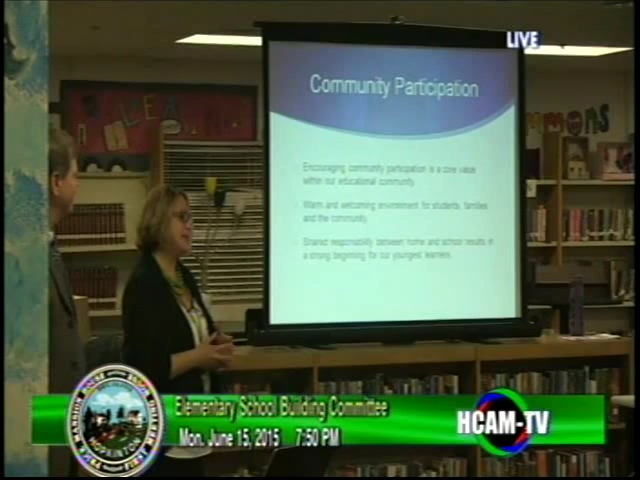 LIVE
Community Participation
Encouraging community participation is a core value
within our educational community.
Warm and welcoming environment for students, families
and the community.
Shared responsibility between home and school results in
a strong beginning for our youngest learners.
mmons
Elementary School Building Committee
Mon. June 15, 2015 7:50 PM
HCAM-TV
HOPKINTON